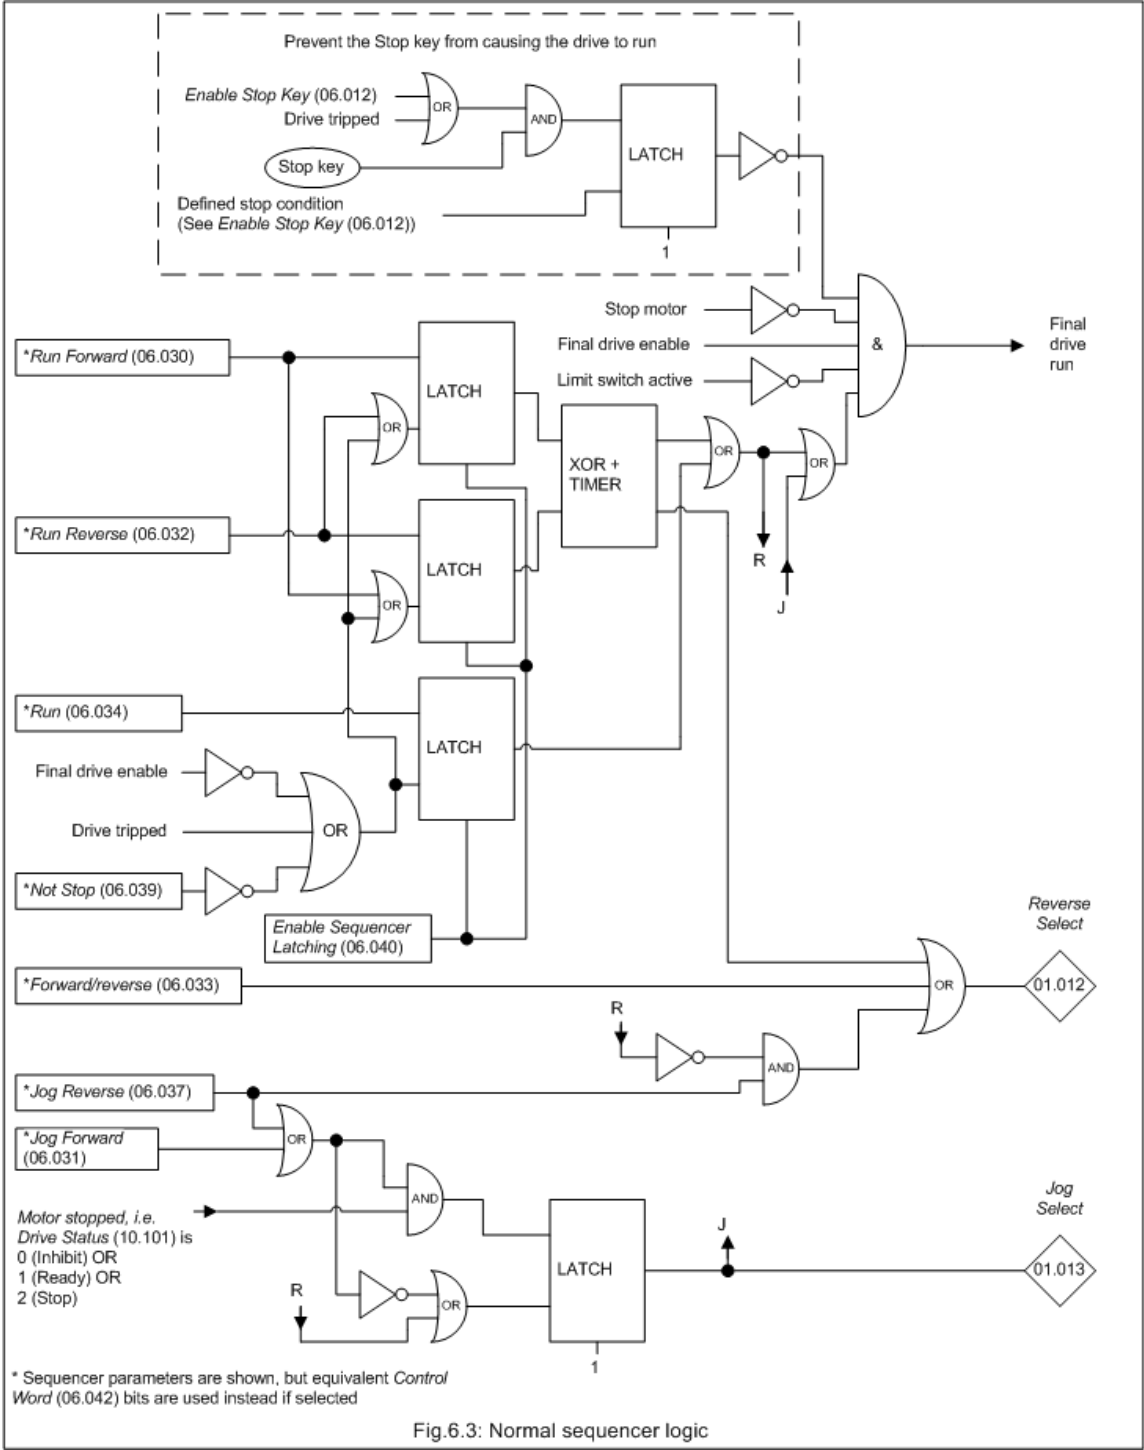 Prevent the Stop key from causing the drive to run
Enable Stop Key (06.012)
Drive tripped
OR
AND
Stop key
LATCH
Defined stop condition
(See Enable Stop Key (06.012))
1
Stop motor
Final drive enable
Limit switch active
&
Final
drive
run
*Run Forward (06.030)
LATCH
OR
XOR +
TIMER
OR
OR
R
J
*Run Reverse (06.032)
LATCH
OR
*Run (06.034)
LATCH
Final drive enable
Drive tripped
OR
*Not Stop (06.039)
Enable Sequencer
Latching (06.040)
Reverse
Select
*Forward/reverse (06.033)
OR
01.012
R
AND
*Jog Reverse (06.037)
*Jog Forward
(06.031)
OR
AND
Motor stopped, i.e.
Drive Status (10.101) is
0 (Inhibit) OR
1 (Ready) OR
2 (Stop)
R
OR
LATCH
1
J
Jog
Select
01.013
* Sequencer parameters are shown, but equivalent Control
Word (06.042) bits are used instead if selected
Fig.6.3: Normal sequencer logic